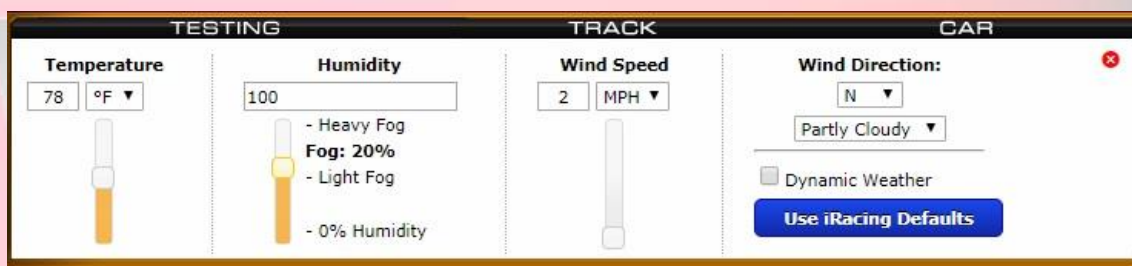 TESTING TRACK CAR
Temperature Humidity Wind Speed Wind Direction:
78 °F 100 2 MPH N
- Heavy Fog Partly Cloudy
Fog: 20%
- Light Fog Dynamic Weather
Use iRacing Defaults
- 0% Humidity